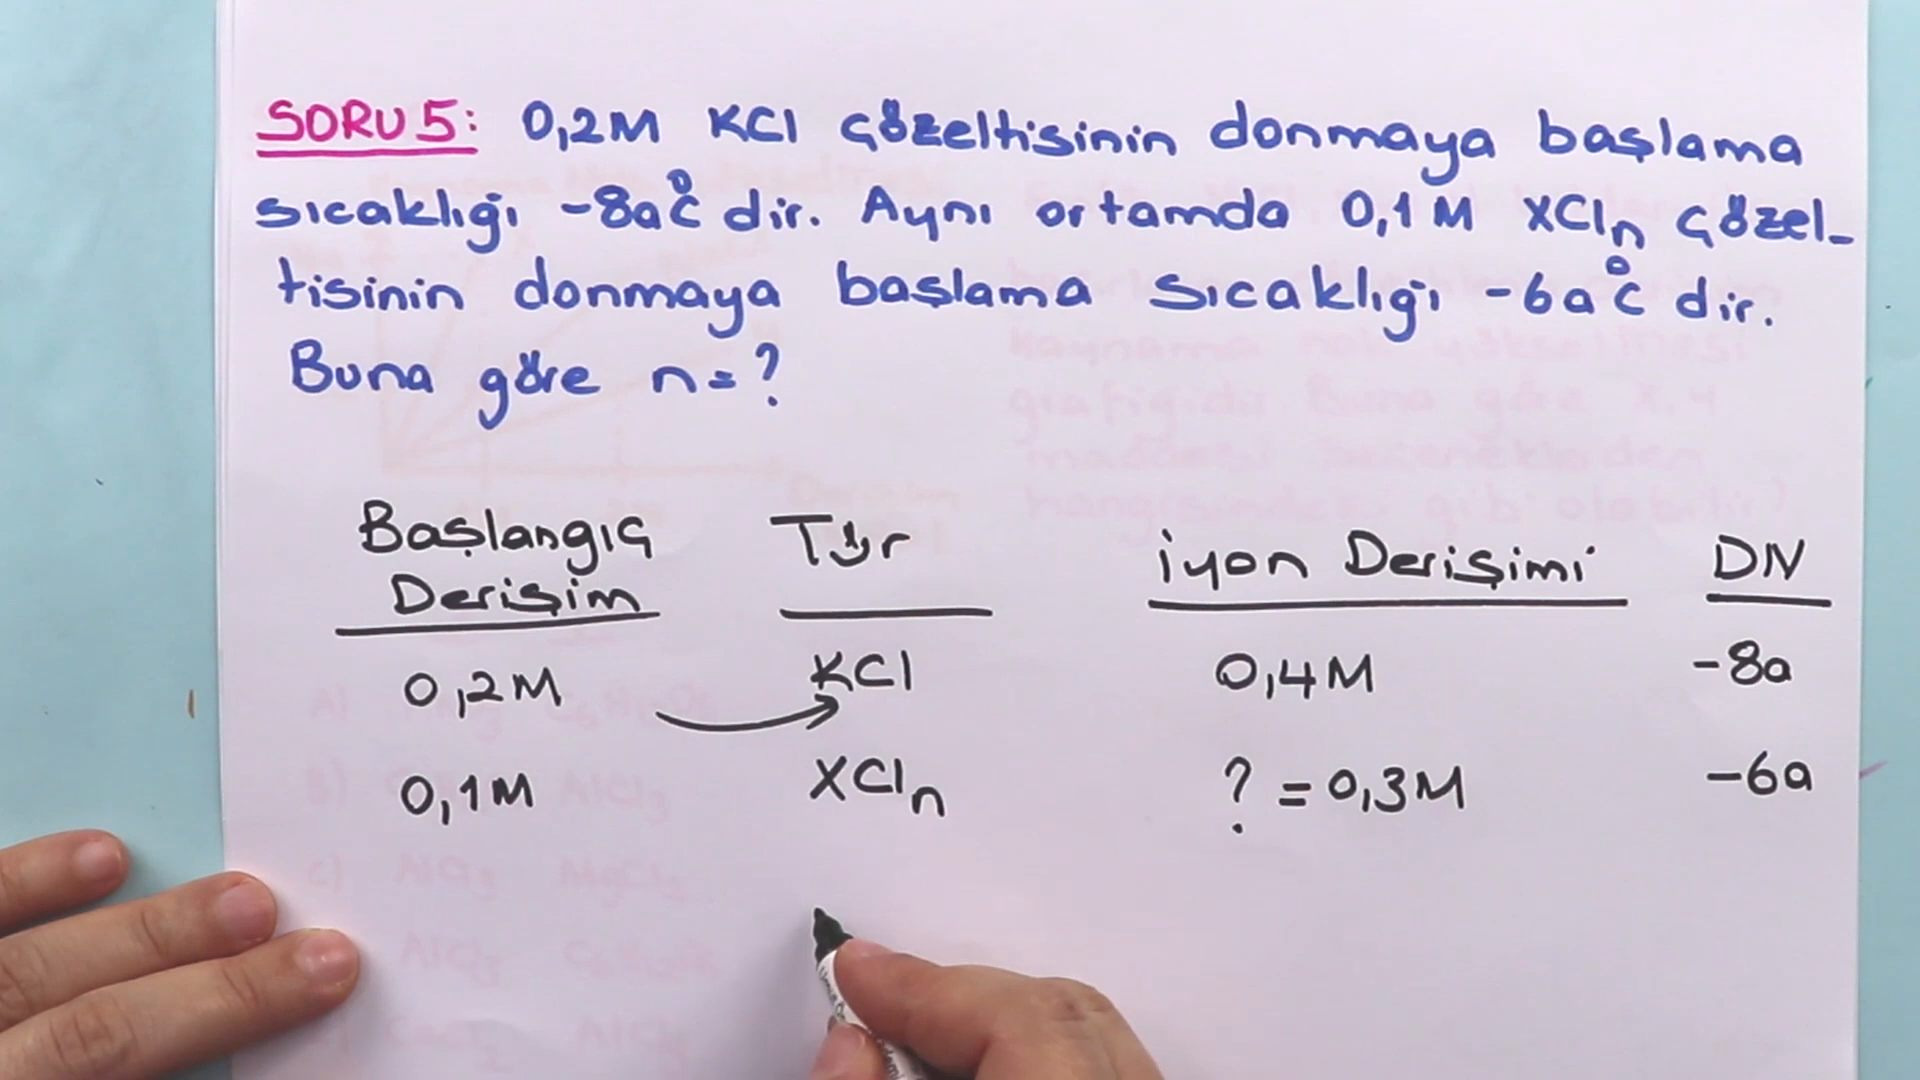 SORU 5: 0,2M KCl çözeltisinin donmaya başlama
sıcaklığı -8a°C dir. Aynı ortamda 0,1M XCln çözel-
tisinin donmaya başlama sıcaklığı -6a°C dir.
Buna göre n=?
Başlangıç Derişim Tür İyon Derişimi DN
0,2M KCl 0,4M -8a
0,1M XCln ? = 0,3M -6a